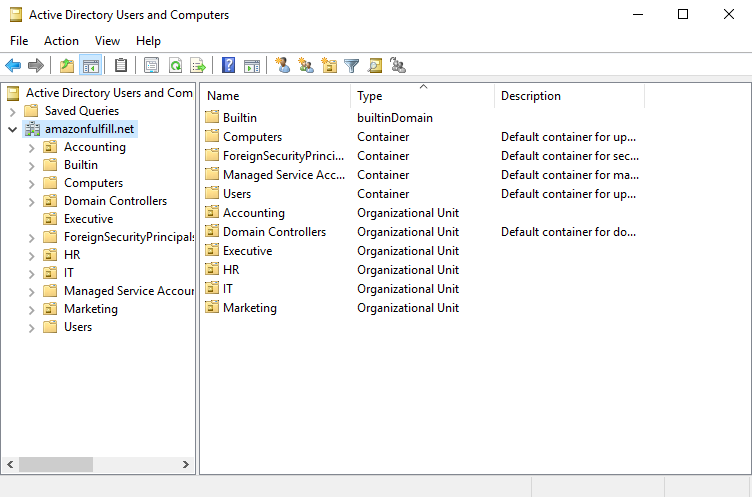 Active Directory Users and Computers
File Action View Help
Active Directory Users and Com
Saved Queries
amazonfulfill.net
Accounting
Builtin
Computers
Domain Controllers
Executive
ForeignSecurityPrincipals
HR
IT
Managed Service Accour
Marketing
Users
Name Type Description
Builtin builtinDomain
Computers Container Default container for up...
ForeignSecurityPrinci... Container Default container for sec...
Managed Service Acc... Container Default container for ma...
Users Container Default container for up...
Accounting Organizational Unit
Domain Controllers Organizational Unit Default container for do...
Executive Organizational Unit
HR Organizational Unit
IT Organizational Unit
Marketing Organizational Unit